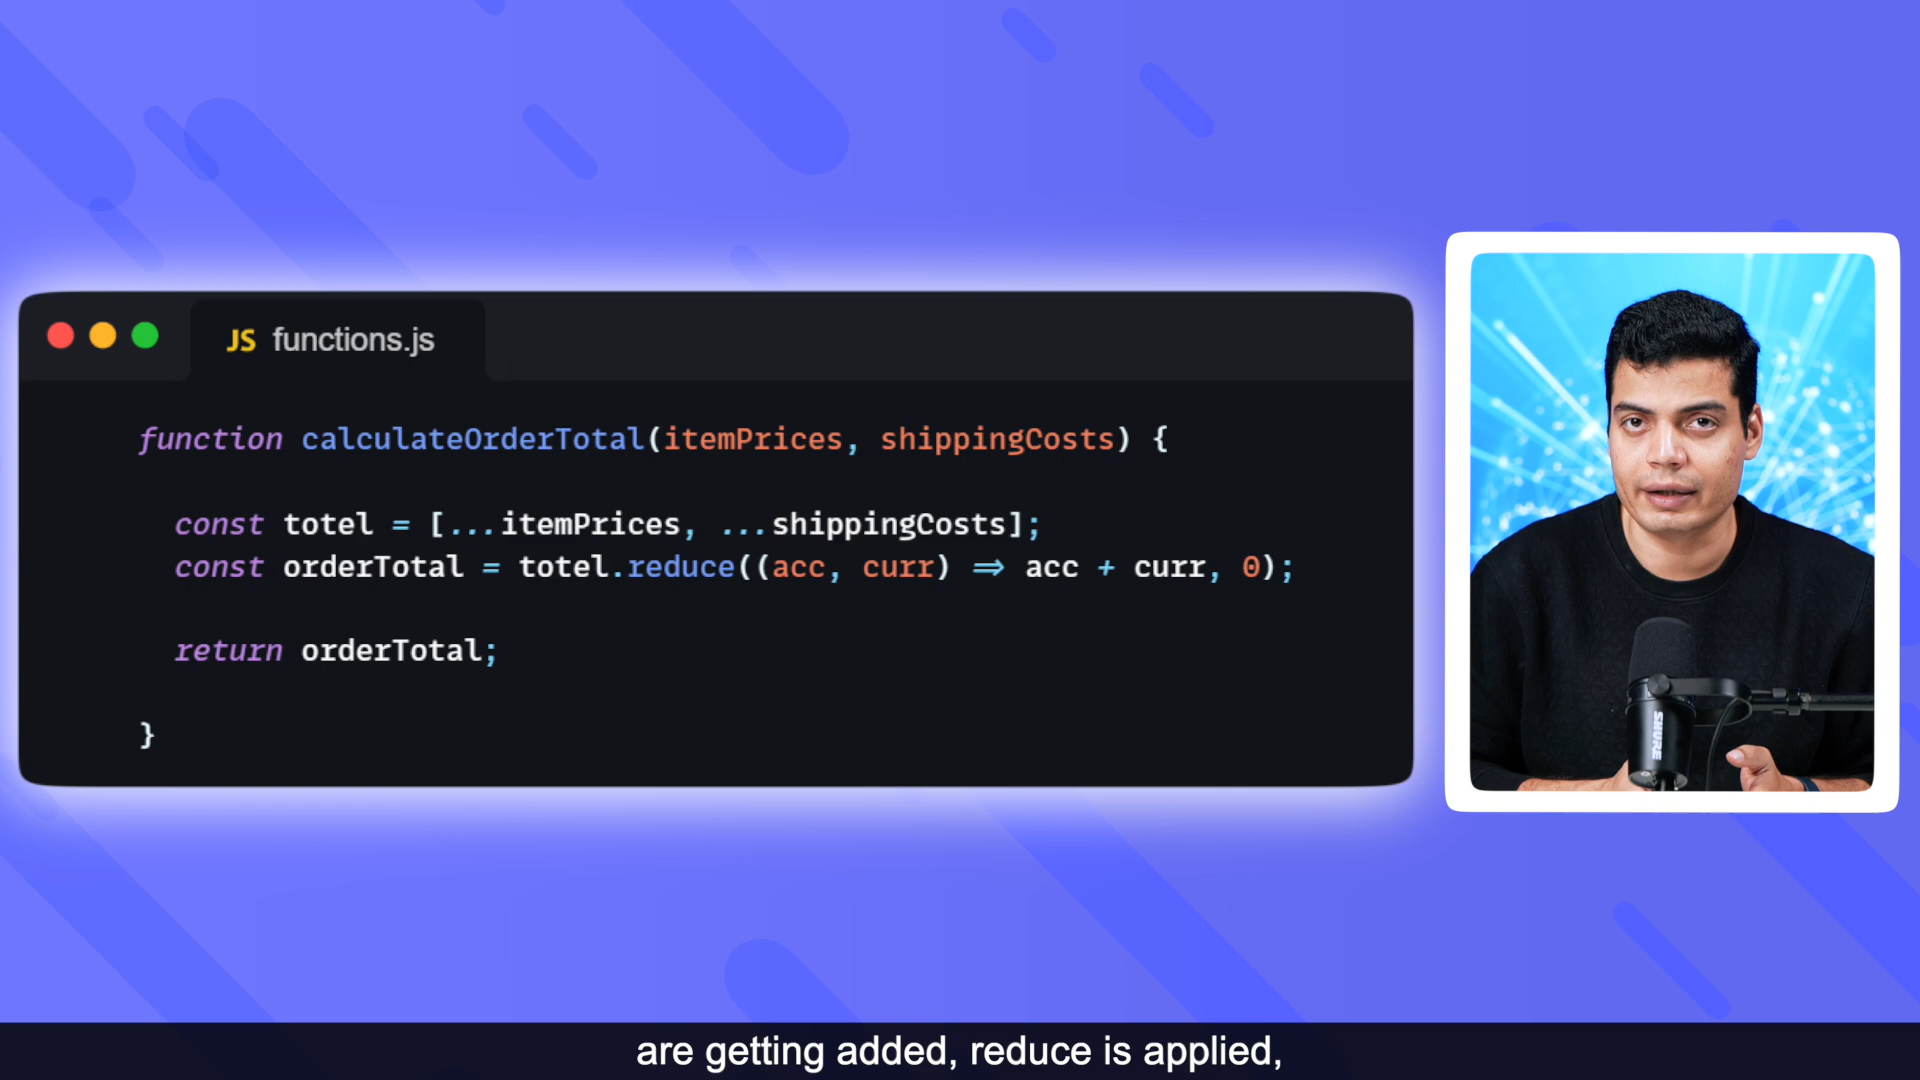 JS functions.js
function calculateOrderTotal(itemPrices, shippingCosts) {
const totel = [...itemPrices, ...shippingCosts];
const orderTotal = totel.reduce((acc, curr) => acc + curr, 0);
return orderTotal;
}
SHURE
are getting added, reduce is applied,